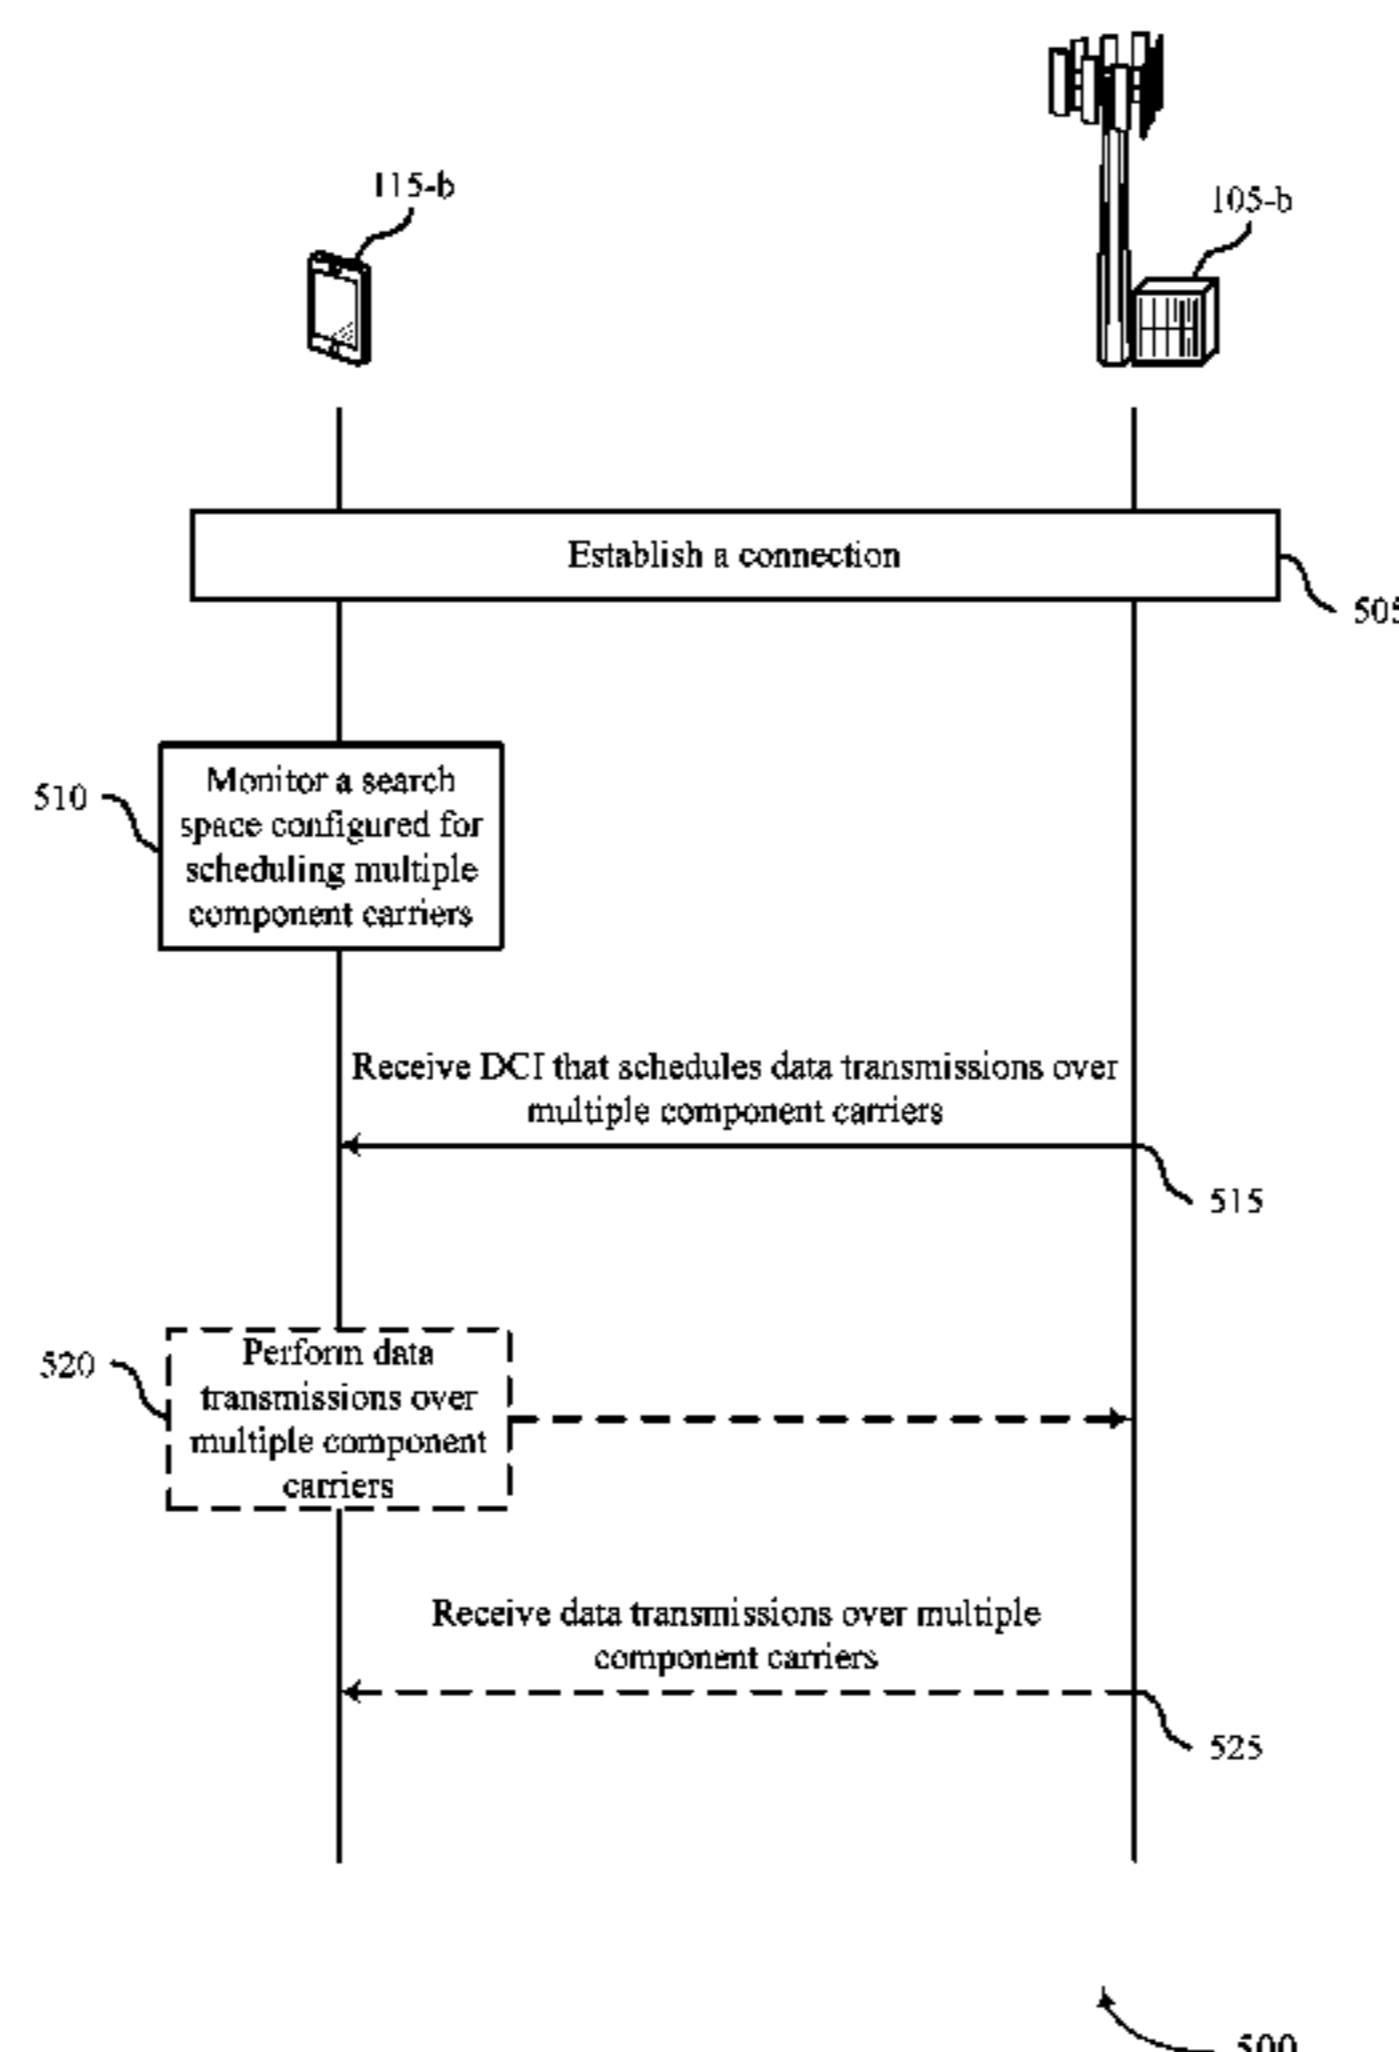 115-b
105-b
Establish a connection
505
510
Monitor a search
space configured for
scheduling multiple
component carriers
Receive DCI that schedules data transmissions over
multiple component carriers
515
520
Perform data
transmissions over
multiple component
carriers
Receive data transmissions over multiple
component carriers
525
500